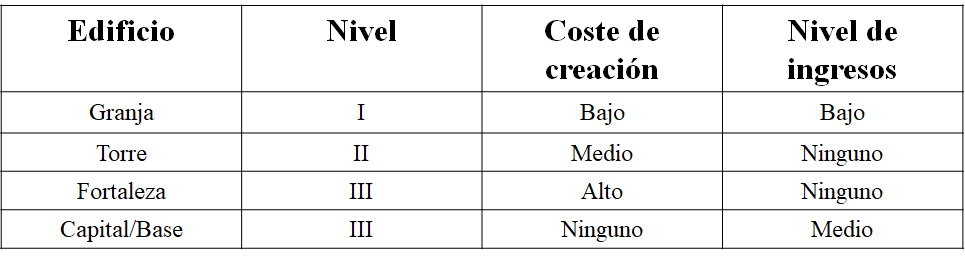 Edificio Nivel Coste de creación Nivel de ingresos
Granja I Bajo Bajo
Torre II Medio Ninguno
Fortaleza III Alto Ninguno
Capital/Base III Ninguno Medio